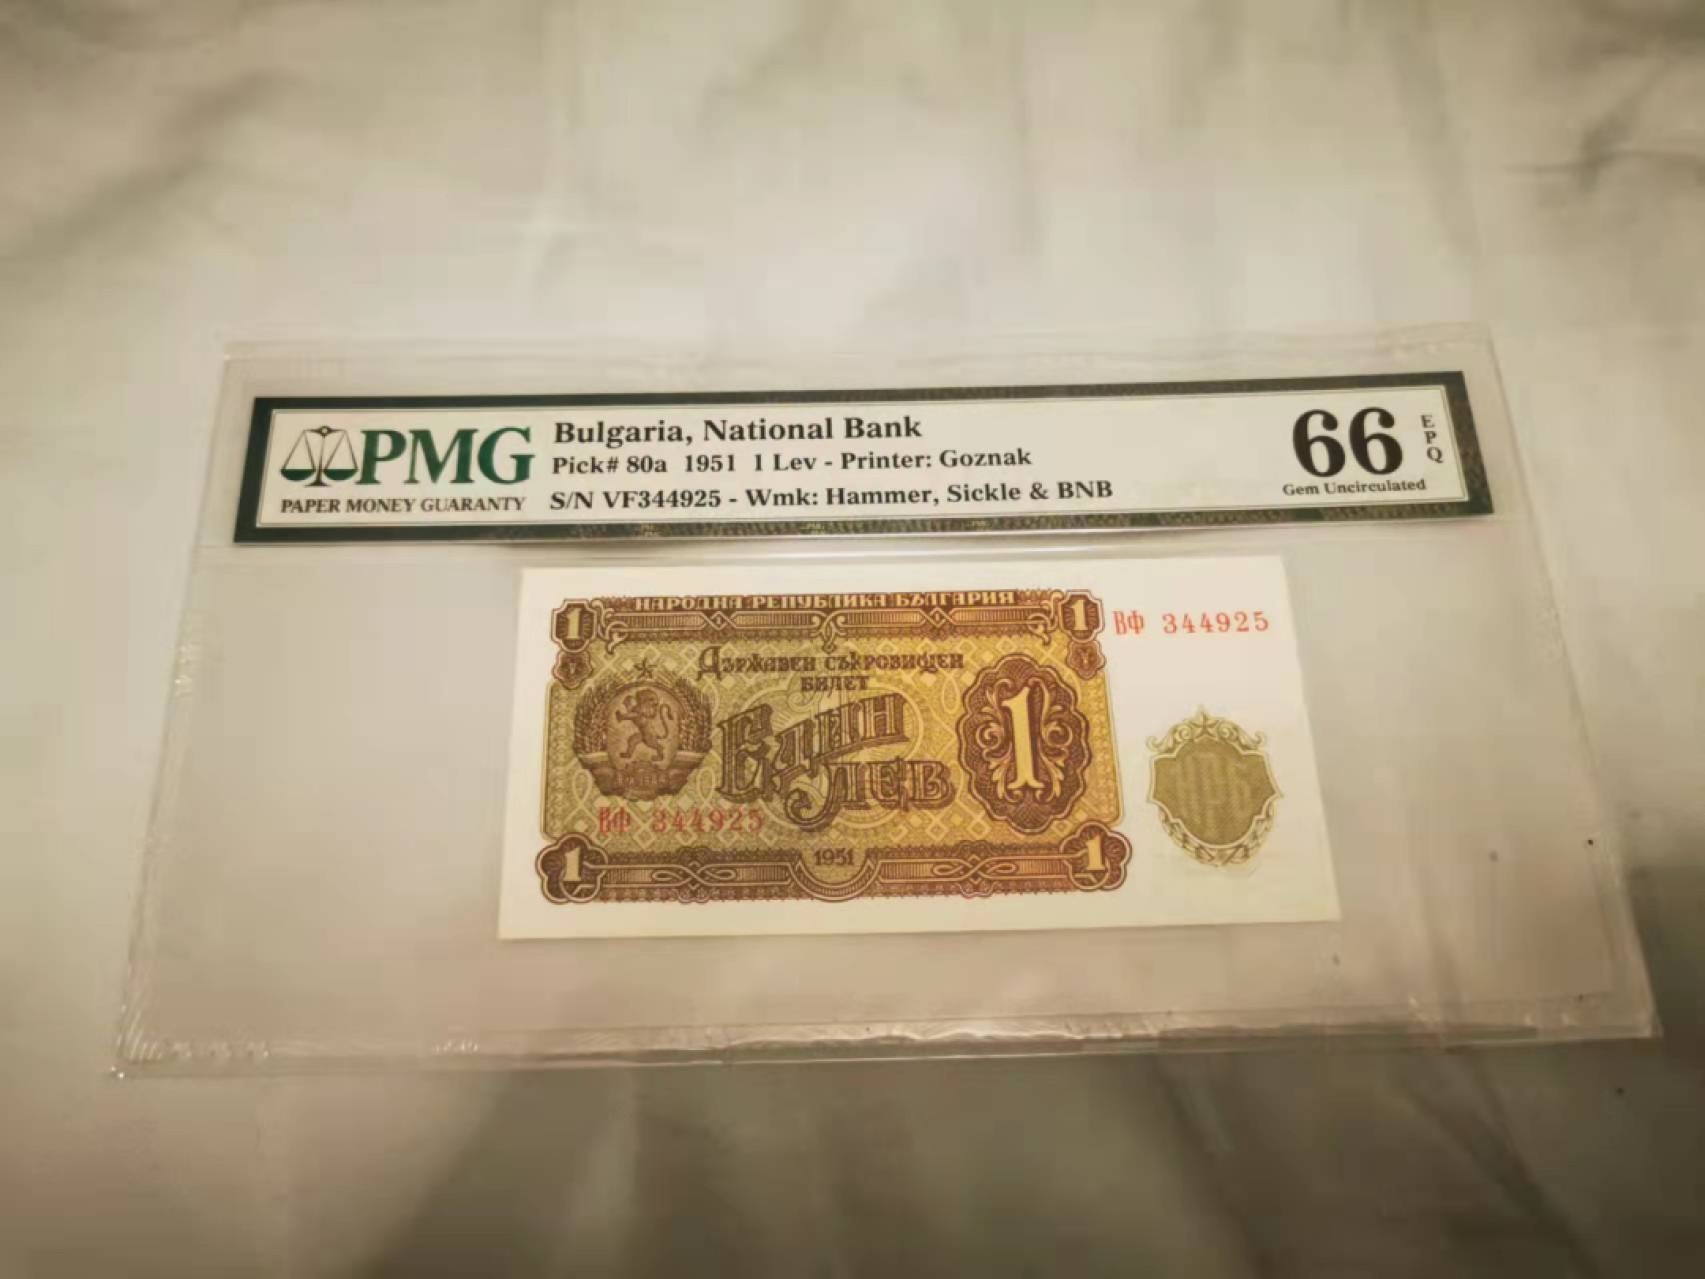 PMG
PAPER MONEY GUARANTY
Bulgaria, National Bank
Pick# 80a 1951 1 Lev - Printer: Goznak
S/N VF344925 - Wmk: Hammer, Sickle & BNB
66
EPQ
Gem Uncirculated
НАРОДНА РЕПУБЛИКА БЪЛГАРИЯ
1
1
ВФ 344925
ДЪРЖАВЕН СЪКРОВИЩЕН
БИЛЕТ
ЕДИН
ЛЕВ
1
НРБ
ВФ 344925
1
1951
1